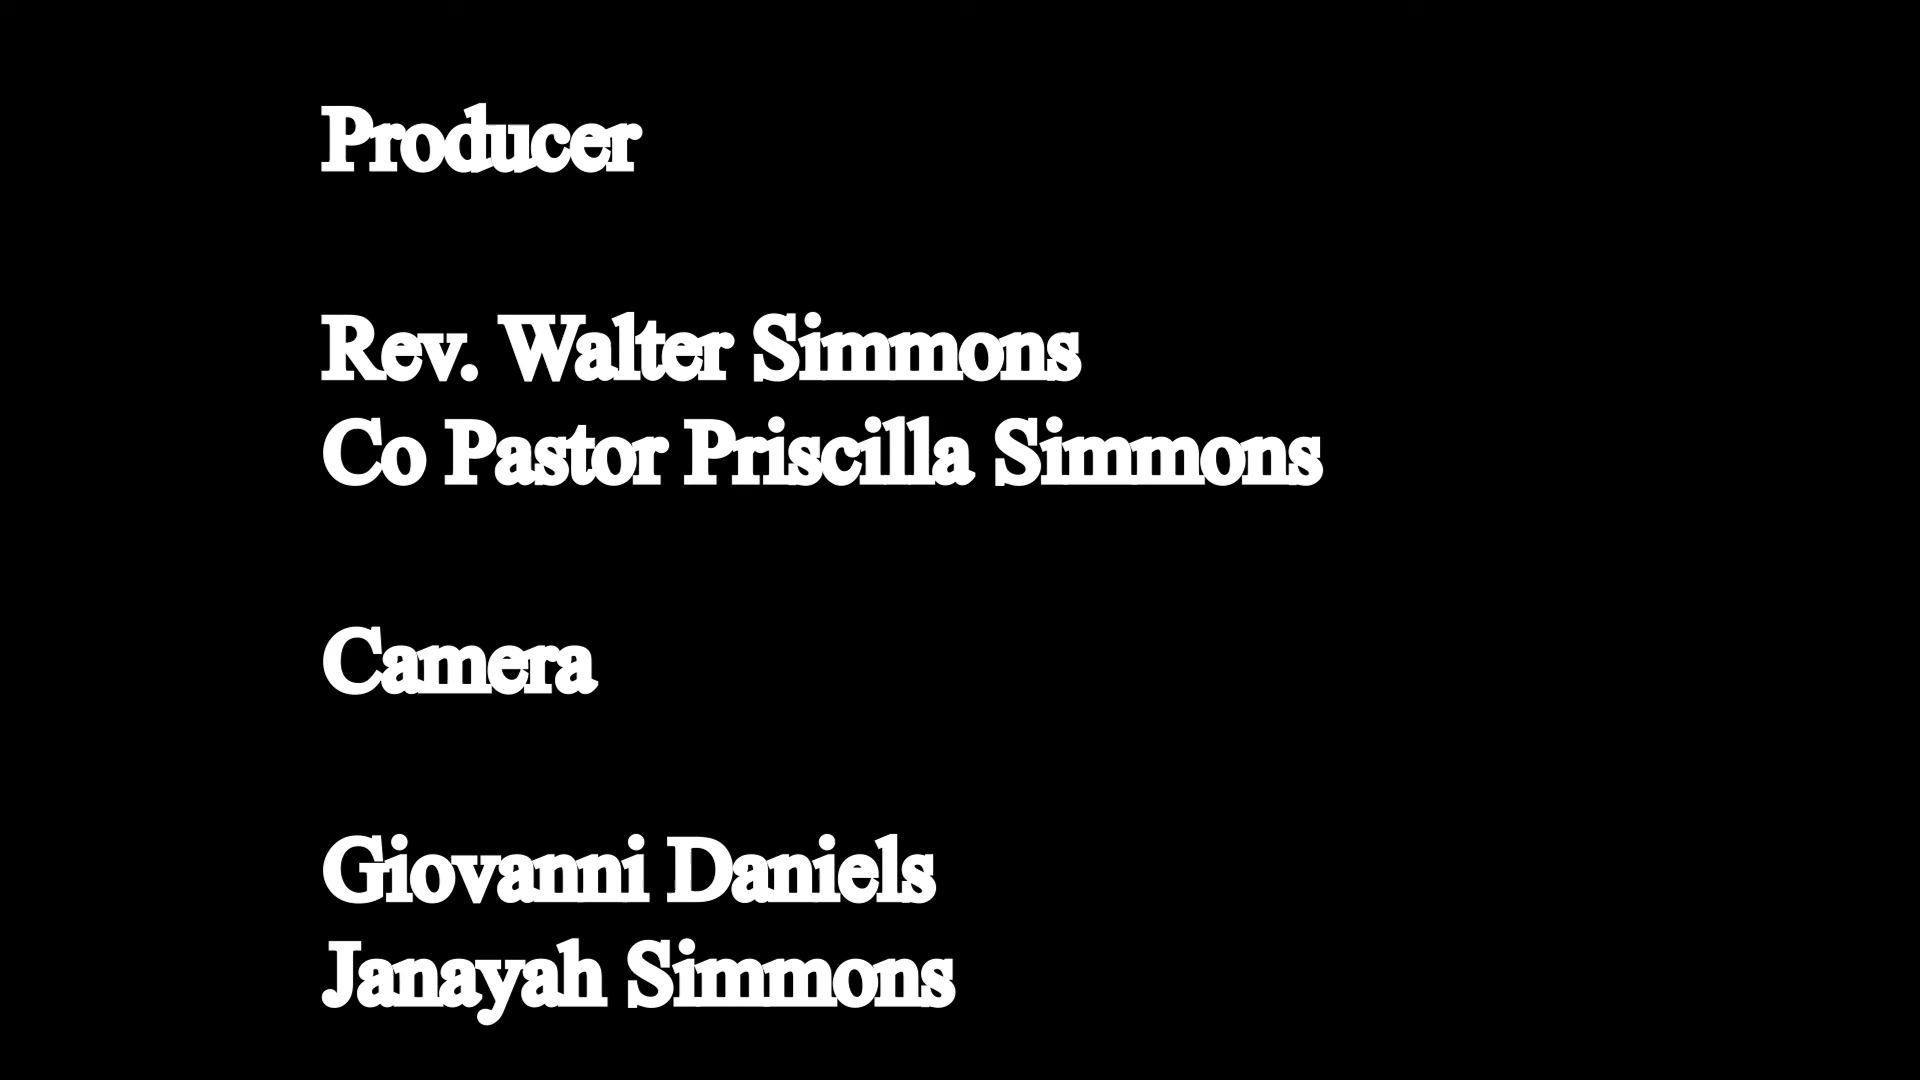 Producer
Rev. Walter Simmons
Co Pastor Priscilla Simmons
Camera
Giovanni Daniels
Janayah Simmons